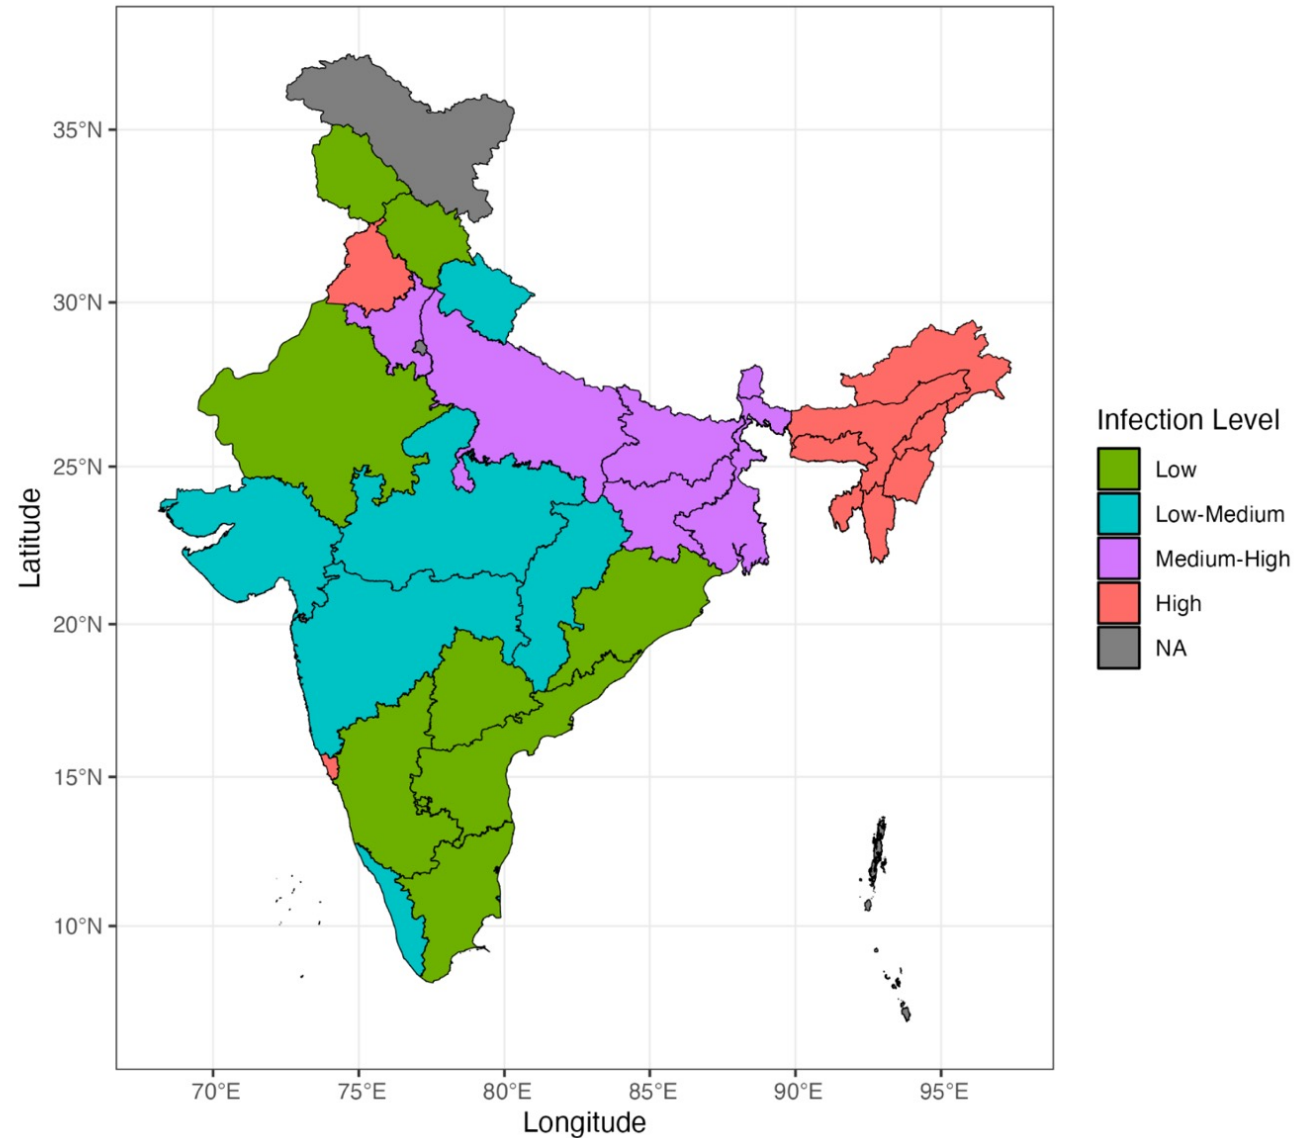 35°N
30°N
25°N
20°N
15°N
10°N
Latitude
70°E 75°E 80°E 85°E 90°E 95°E
Longitude
Infection Level
Low
Low-Medium
Medium-High
High
NA